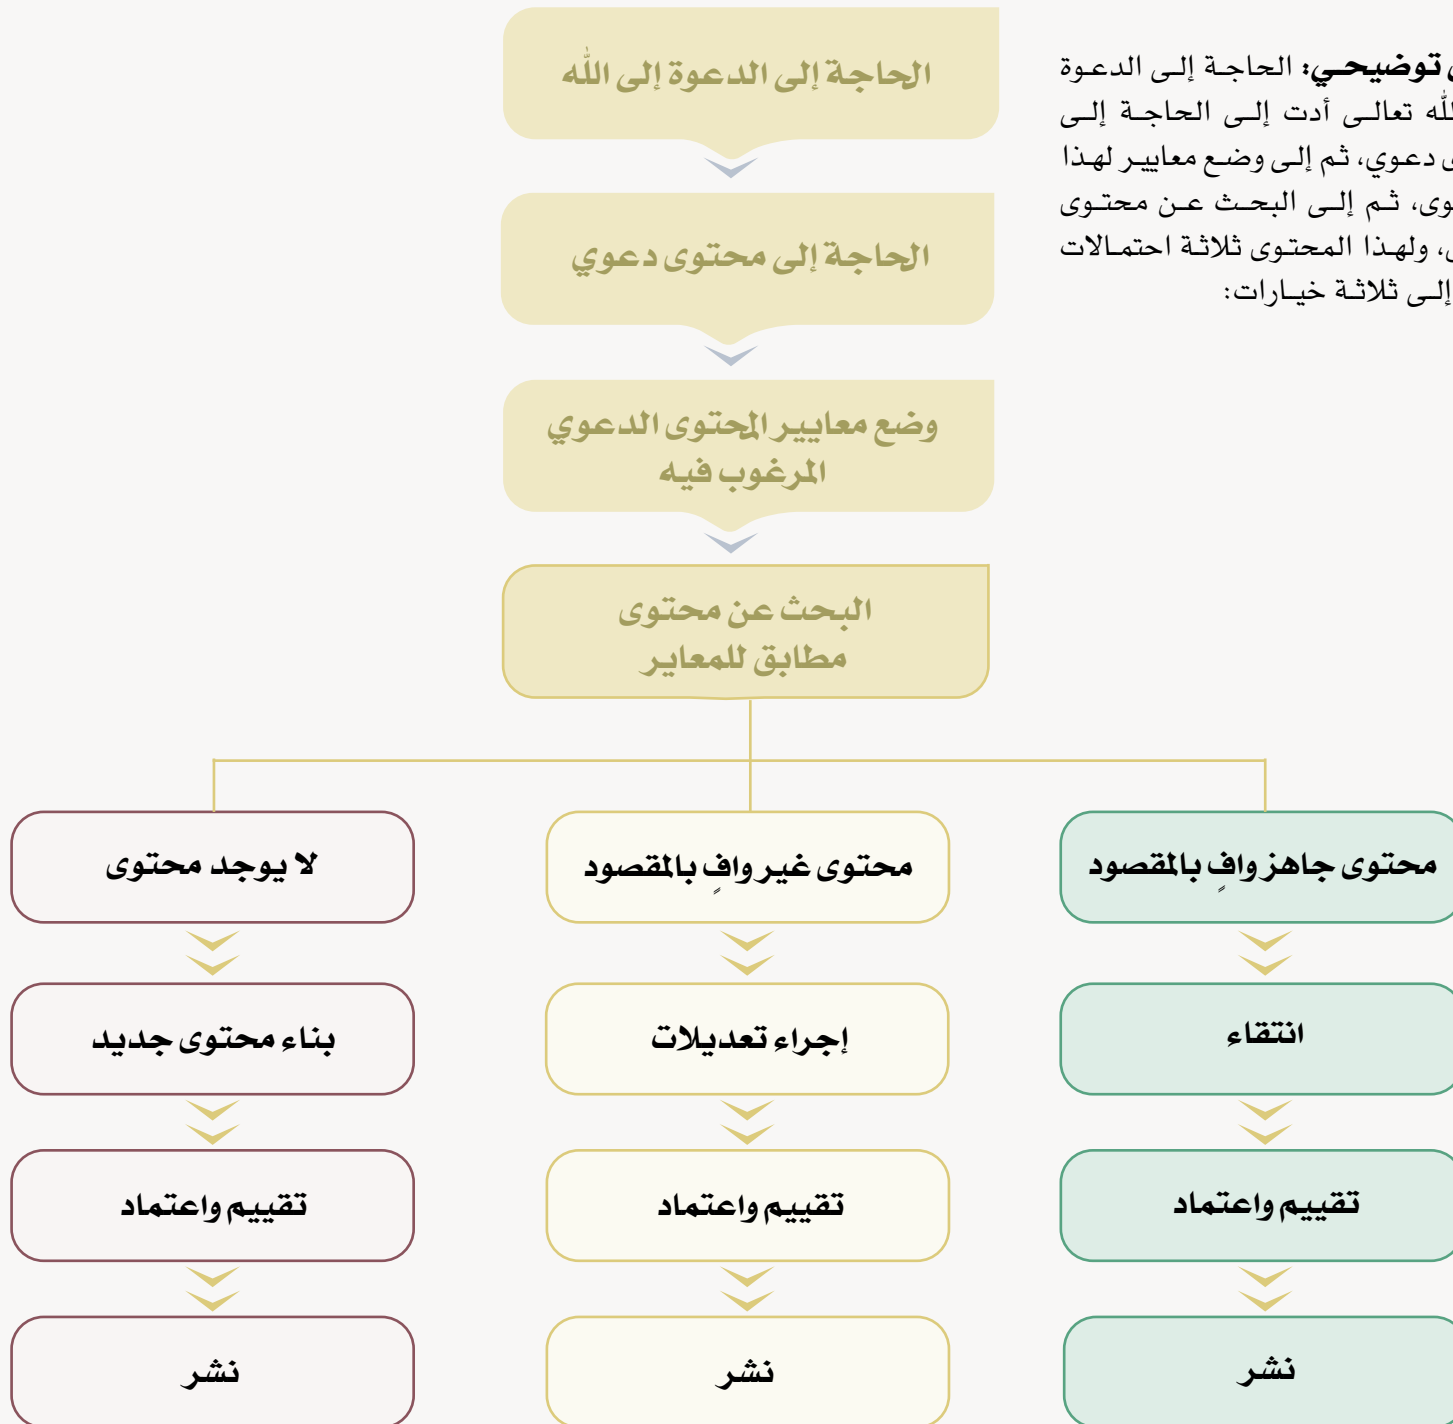 توضيحي: الحاجة إلى الدعوة
تعالى أدت إلى الحاجة إلى
دعوي، ثم إلى وضع معايير لهذا
ثم إلى البحث عن محتوى
ولهذا المحتوى ثلاثة احتمالات
إلى ثلاثة خيارات:
الحاجة إلى الدعوة إلى الله
الحاجة إلى محتوى دعوي
وضع معايير المحتوى الدعوي
المرغوب فيه
البحث عن محتوى
مطابق للمعاير
محتوى جاهز وافٍ بالمقصود
محتوى غير وافٍ بالمقصود
لا يوجد محتوى
انتقاء
إجراء تعديلات
بناء محتوى جديد
تقييم واعتماد
تقييم واعتماد
تقييم واعتماد
نشر
نشر
نشر